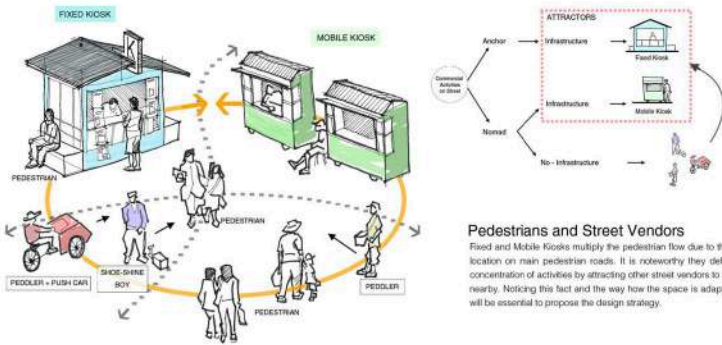 FIXED KIOSK
MOBILE KIOSK
K
PEDESTRIAN
PEDESTRIAN
PEDDLER + PUSH CAR
SHOE-SHINE
BOY
PEDDLER
PEDESTRIAN
ATTRACTORS
Anchor
Infrastructure
Fixed Kiosk
Commercial
Activities
on Street
Infrastructure
Mobile Kiosk
Nomad
No - Infrastructure
Pedestrians and Street Vendors
Fixed and Mobile Kiosks multiply the pedestrian flow due to th
location on main pedestrian roads. It is noteworthy they def
concentration of activities by attracting other street vendors to
nearby. Noticing this fact and the way how the space is adap
will be essential to propose the design strategy.